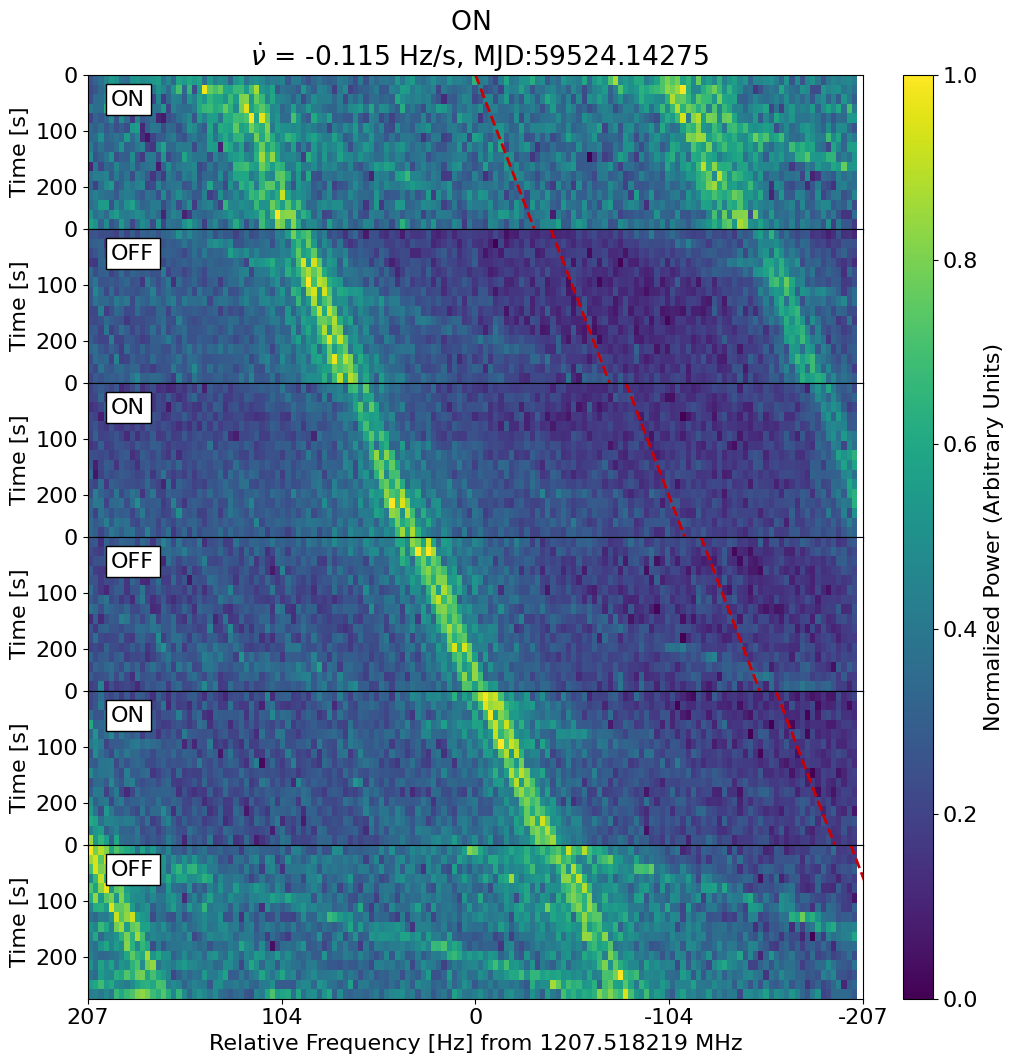 ON
ν̇ = -0.115 Hz/s, MJD:59524.14275
0
ON
100
Time [s]
200
0
OFF
100
Time [s]
200
0
ON
100
Time [s]
200
0
OFF
100
Time [s]
200
0
ON
100
Time [s]
200
0
OFF
100
Time [s]
200
207 104 0 -104 -207
Relative Frequency [Hz] from 1207.518219 MHz
1.0
0.8
0.6
0.4
0.2
0.0
Normalized Power (Arbitrary Units)